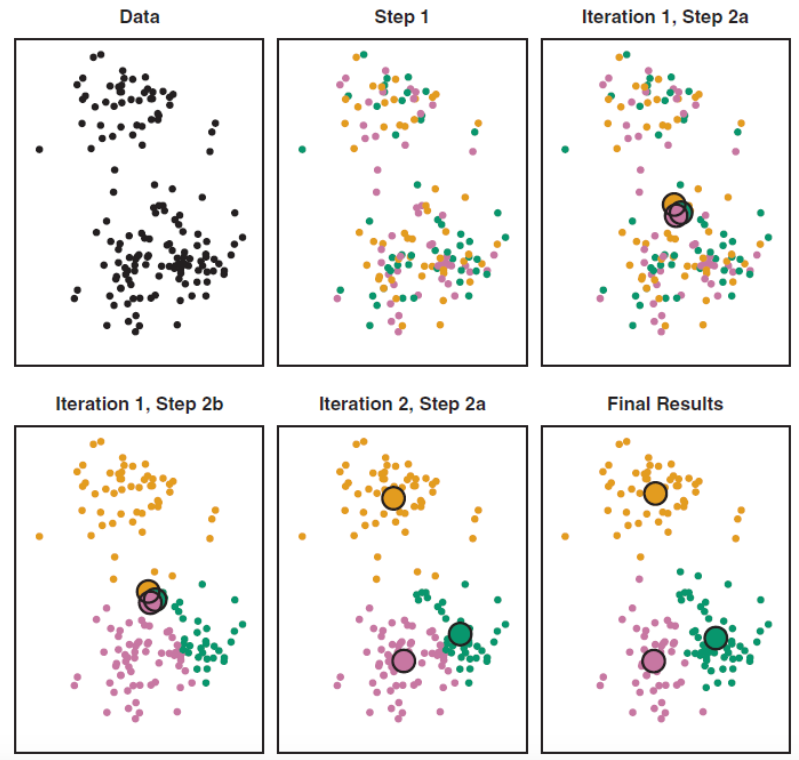 Data
Step 1
Iteration 1, Step 2a
Iteration 1, Step 2b
Iteration 2, Step 2a
Final Results